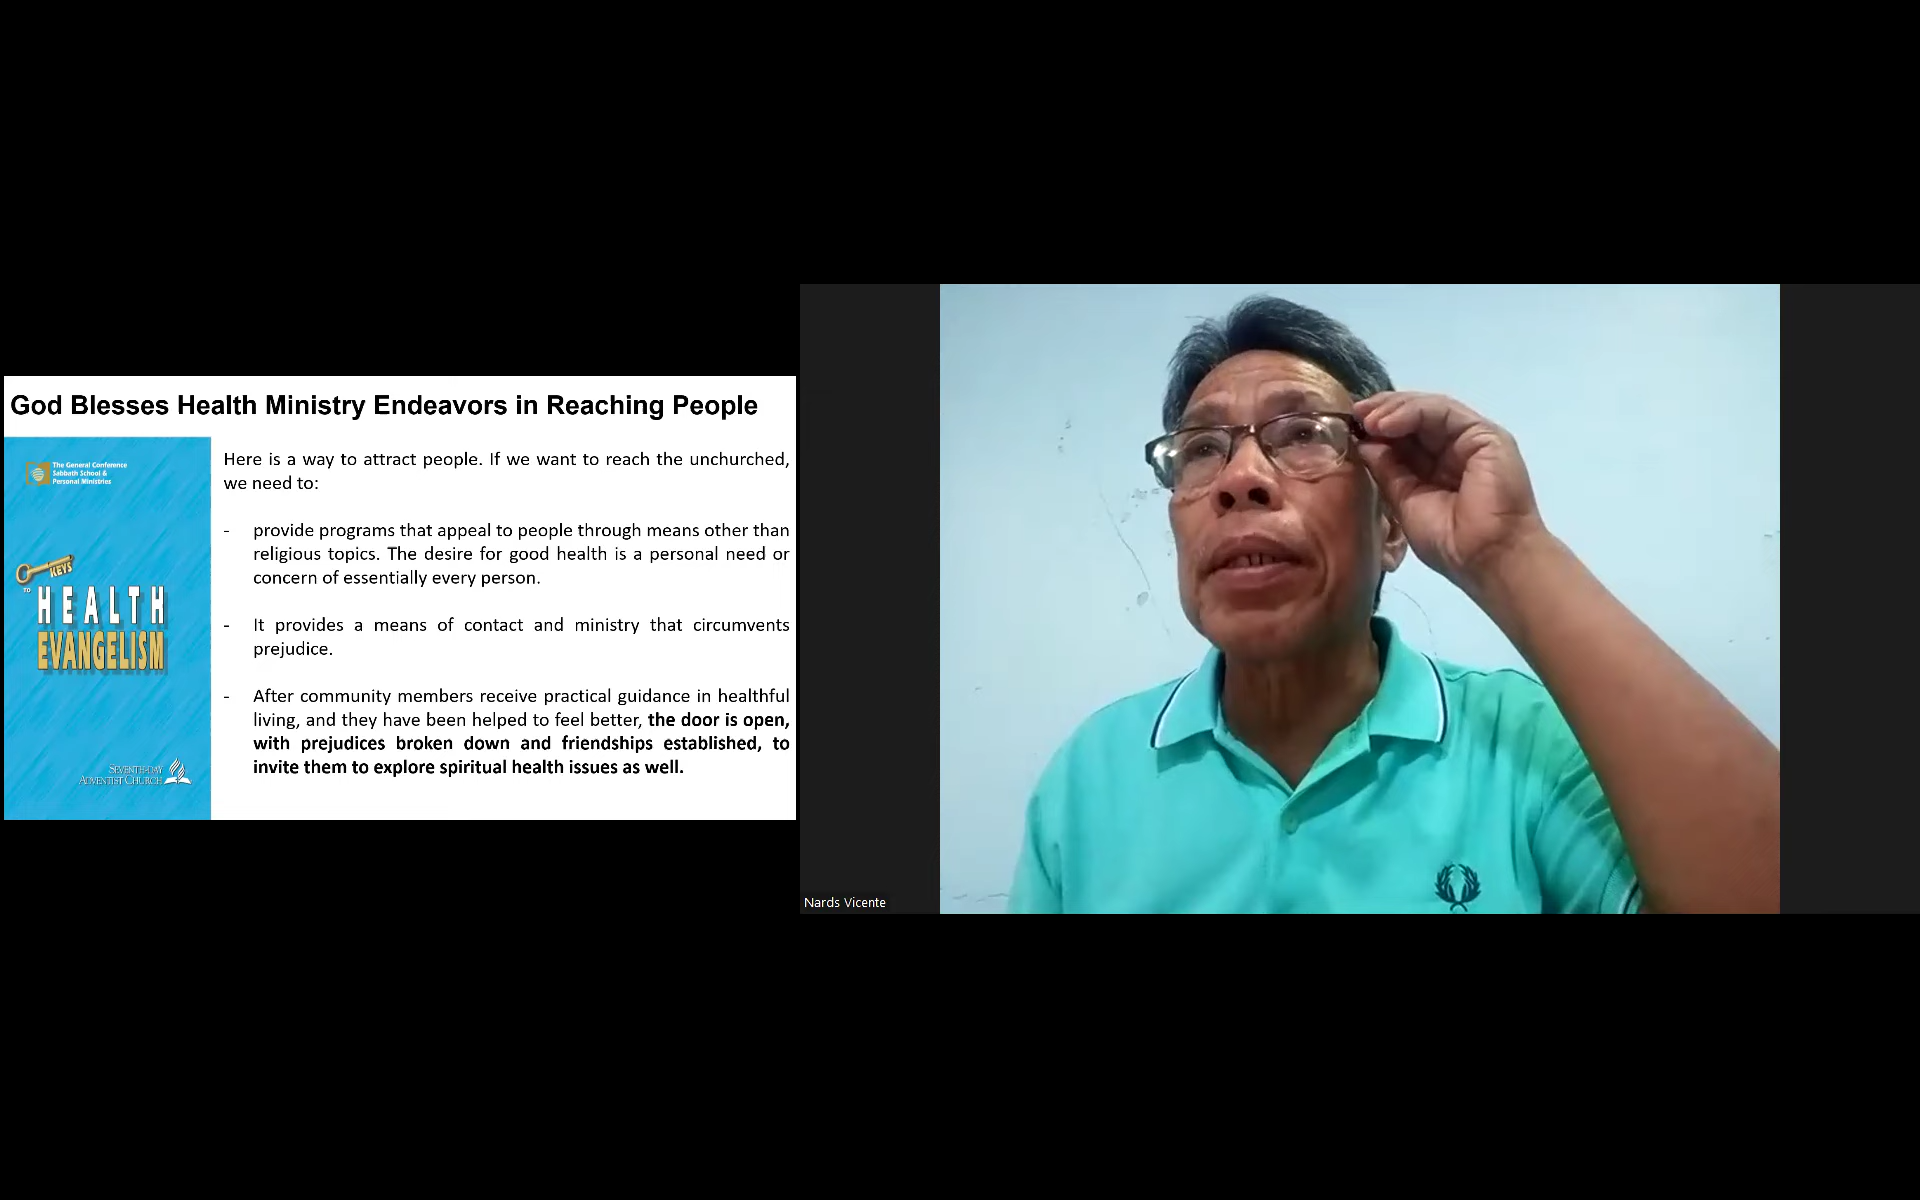 God Blesses Health Ministry Endeavors in Reaching People
The General Conference
Sabbath School &
Personal Ministries
KEYS
TO
HEALTH
EVANGELISM
SEVENTH-DAY
ADVENTIST CHURCH
Here is a way to attract people. If we want to reach the unchurched,
we need to:
- provide programs that appeal to people through means other than
religious topics. The desire for good health is a personal need or
concern of essentially every person.
- It provides a means of contact and ministry that circumvents
prejudice.
- After community members receive practical guidance in healthful
living, and they have been helped to feel better, the door is open,
with prejudices broken down and friendships established, to
invite them to explore spiritual health issues as well.
Nards Vicente